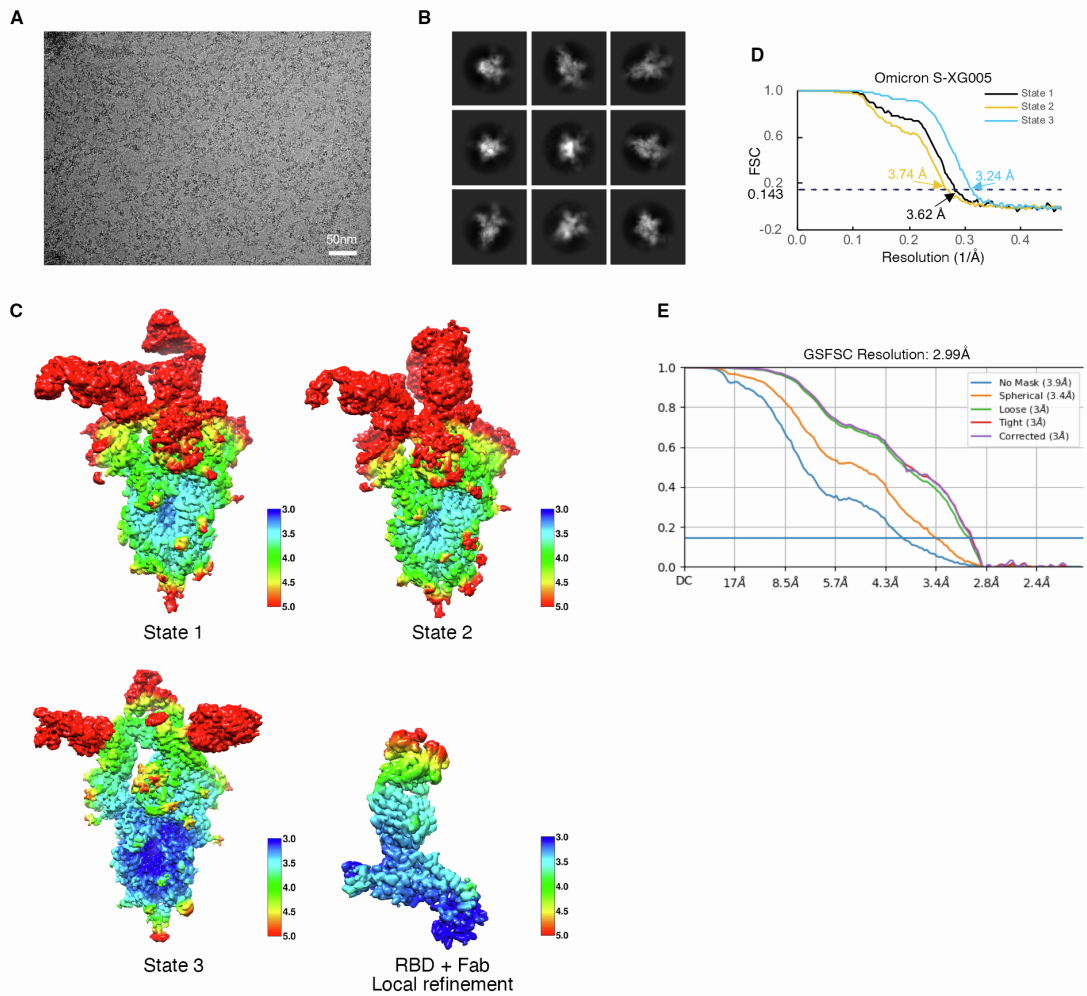 A
50nm
B
C
State 1
3.0
3.5
4.0
4.5
5.0
State 2
3.0
3.5
4.0
4.5
5.0
State 3
3.0
3.5
4.0
4.5
5.0
RBD + Fab
Local refinement
3.0
3.5
4.0
4.5
5.0
D
Omicron S-XG005
State 1
State 2
State 3
FSC
1.0
0.6
0.2
0.143
-0.2
3.74 Å
3.24 Å
3.62 Å
0.0
0.1
0.2
0.3
0.4
Resolution (1/Å)
E
GSFSC Resolution: 2.99Å
No Mask (3.9Å)
Spherical (3.4Å)
Loose (3Å)
Tight (3Å)
Corrected (3Å)
1.0
0.8
0.6
0.4
0.2
0.0
DC
17Å
8.5Å
5.7Å
4.3Å
3.4Å
2.8Å
2.4Å